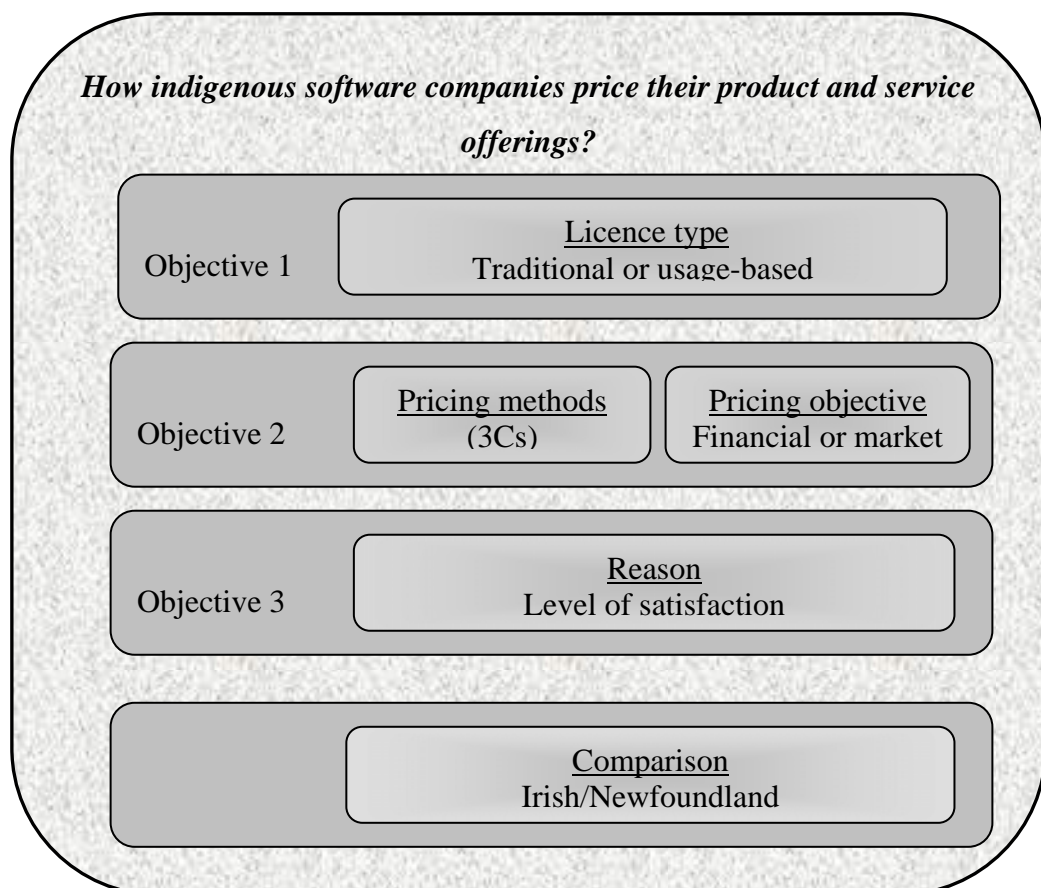 How indigenous software companies price their product and service
offerings?
Licence type
Objective 1
Traditional or usage-based
Pricing methods
Pricing objective
Objective 2
(3Cs)
Financial or market
Reason
Objective 3
Level of satisfaction
Comparison
Irish/Newfoundland